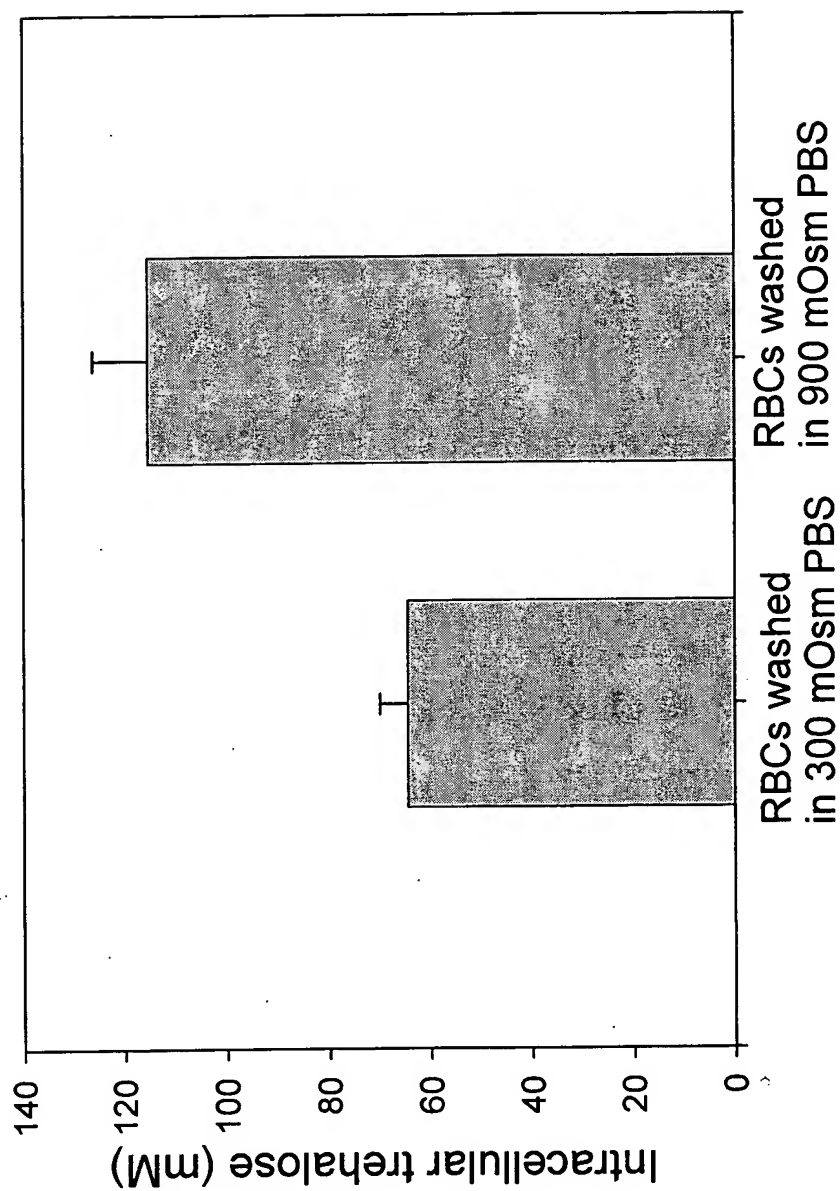 Intracellular trehalose (mM)
140
120
100
80
60
40
20
0
RBCs washed
in 300 mOsm PBS
RBCs washed
in 900 mOsm PBS